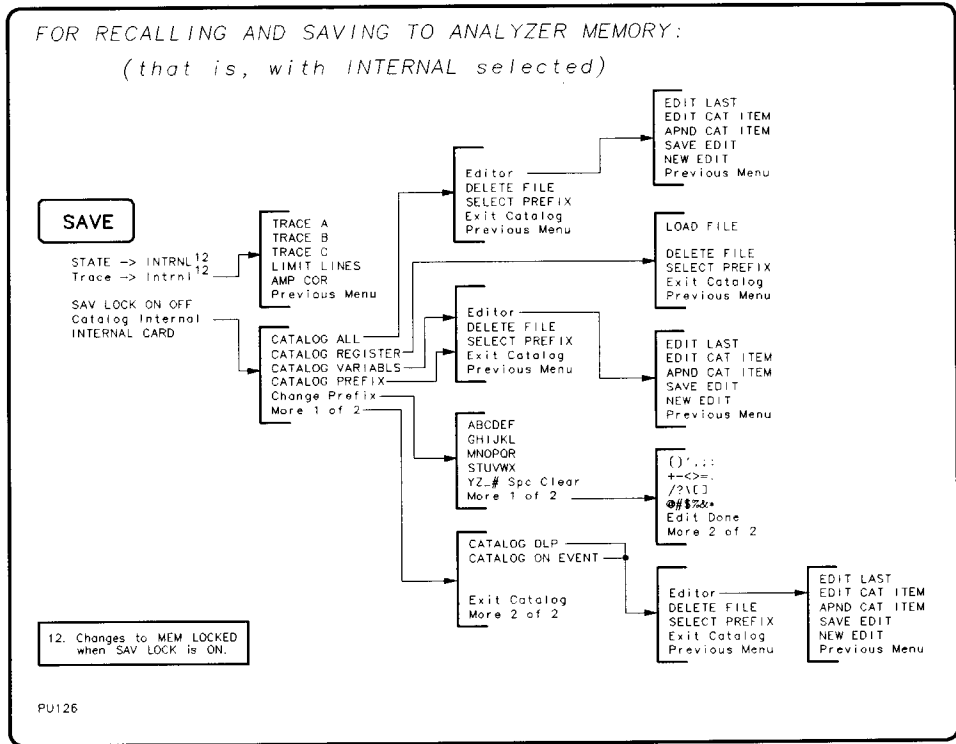 FOR RECALLING AND SAVING TO ANALYZER MEMORY:
(that is, with INTERNAL selected)
SAVE
STATE -> INTRNL 12
Trace -> Intrnl 12
SAV LOCK ON OFF
Catalog Internal
INTERNAL CARD
TRACE A
TRACE B
TRACE C
LIMIT LINES
AMP COR
Previous Menu
CATALOG ALL
CATALOG REGISTER
CATALOG VARIABLS
CATALOG PREFIX
Change Prefix
More 1 of 2
Editor
DELETE FILE
SELECT PREFIX
Exit Catalog
Previous Menu
EDIT LAST
EDIT CAT ITEM
APND CAT ITEM
SAVE EDIT
NEW EDIT
Previous Menu
LOAD FILE
DELETE FILE
SELECT PREFIX
Exit Catalog
Previous Menu
Editor
DELETE FILE
SELECT PREFIX
Exit Catalog
Previous Menu
EDIT LAST
EDIT CAT ITEM
APND CAT ITEM
SAVE EDIT
NEW EDIT
Previous Menu
ABCDEF
GHIJKL
MNOPQR
STUVWX
YZ_# Spc Clear
More 1 of 2
/?\[]
@#$%&*
Edit Done
More 2 of 2
CATALOG DLP
CATALOG ON EVENT
Exit Catalog
More 2 of 2
Editor
DELETE FILE
SELECT PREFIX
Exit Catalog
Previous Menu
EDIT LAST
EDIT CAT ITEM
APND CAT ITEM
SAVE EDIT
NEW EDIT
Previous Menu
12. Changes to MEM LOCKED
when SAV LOCK is ON.
PU126